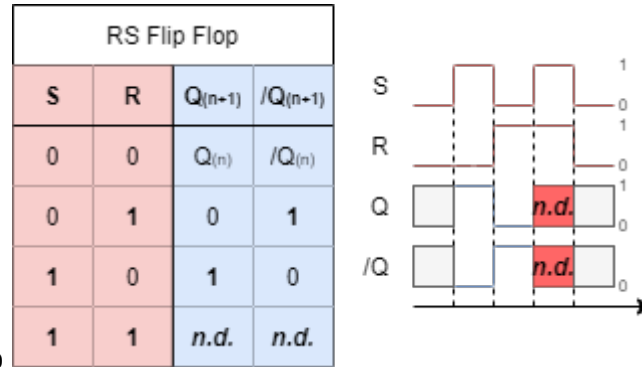 RS Flip Flop
S R Q(n+1) /Q(n+1)
0 0 Q(n) /Q(n)
0 1 0 1
1 0 1 0
1 1 n.d. n.d.
S 1
0
R 1
0
Q n.d. 1
0
/Q n.d. 1
0